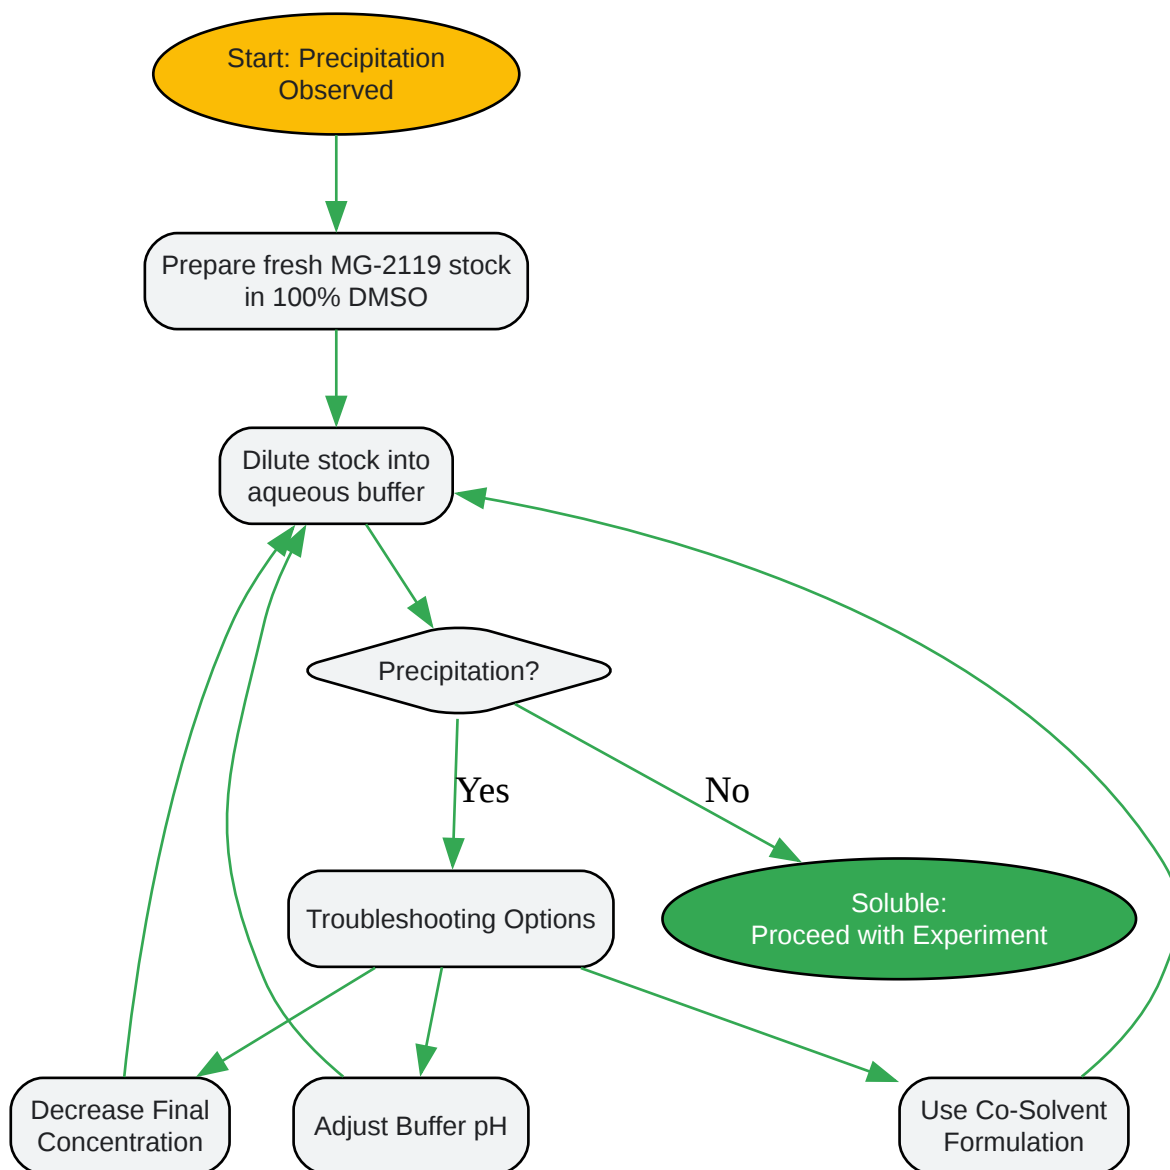 Start: Precipitation
Observed
Prepare fresh MG-2119 stock
in 100% DMSO
Dilute stock into
aqueous buffer
Precipitation?
Yes
No
Troubleshooting Options
Soluble:
Proceed with Experiment
Decrease Final
Concentration
Adjust Buffer pH
Use Co-Solvent
Formulation